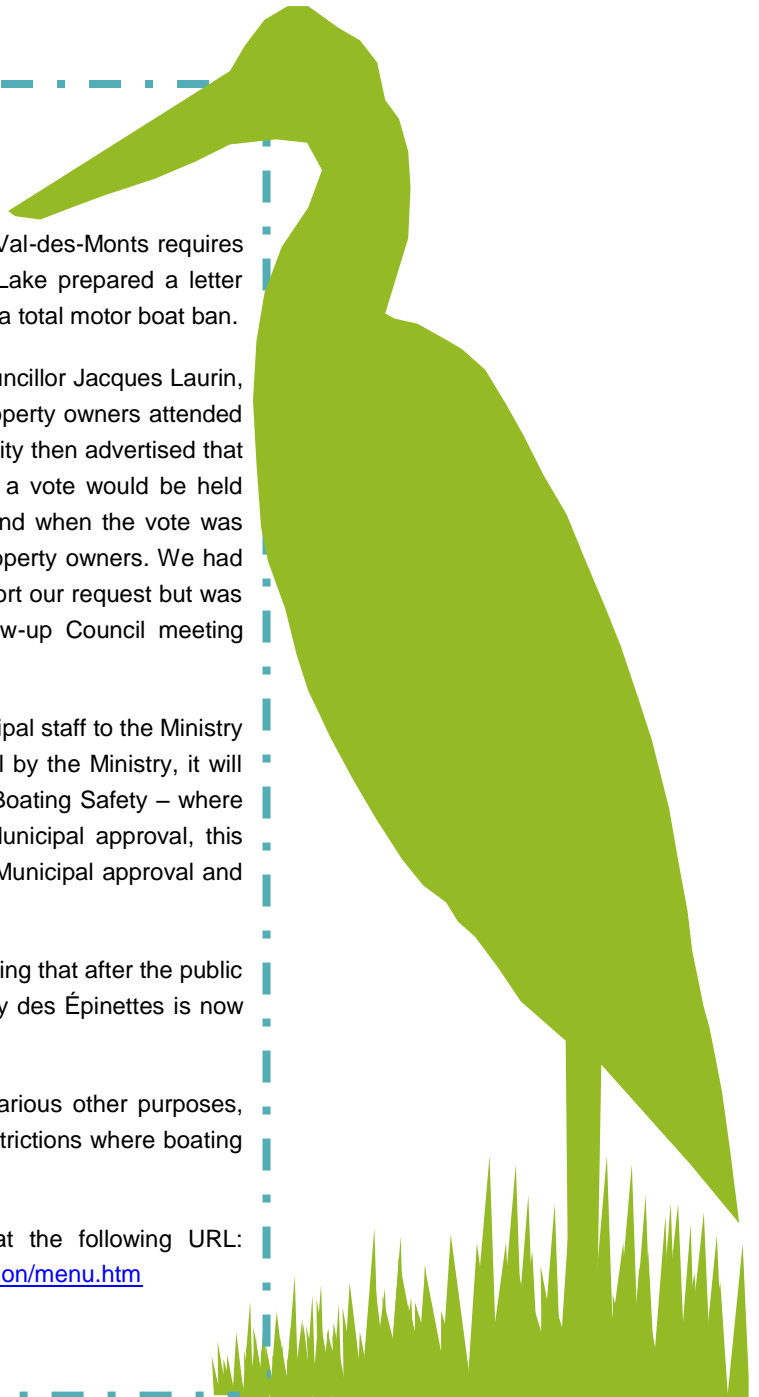 Val-des-Monts requires
Lake prepared a letter
a total motor boat ban.
uncillor Jacques Laurin,
operty owners attended
ity then advertised that
a vote would be held
nd when the vote was
operty owners. We had
ort our request but was
w-up Council meeting
ipal staff to the Ministry
l by the Ministry, it will
Boating Safety – where
Municipal approval, this
Municipal approval and
ing that after the public
y des Épinettes is now
arious other purposes,
strictions where boating
at the following URL:
ion/menu.htm